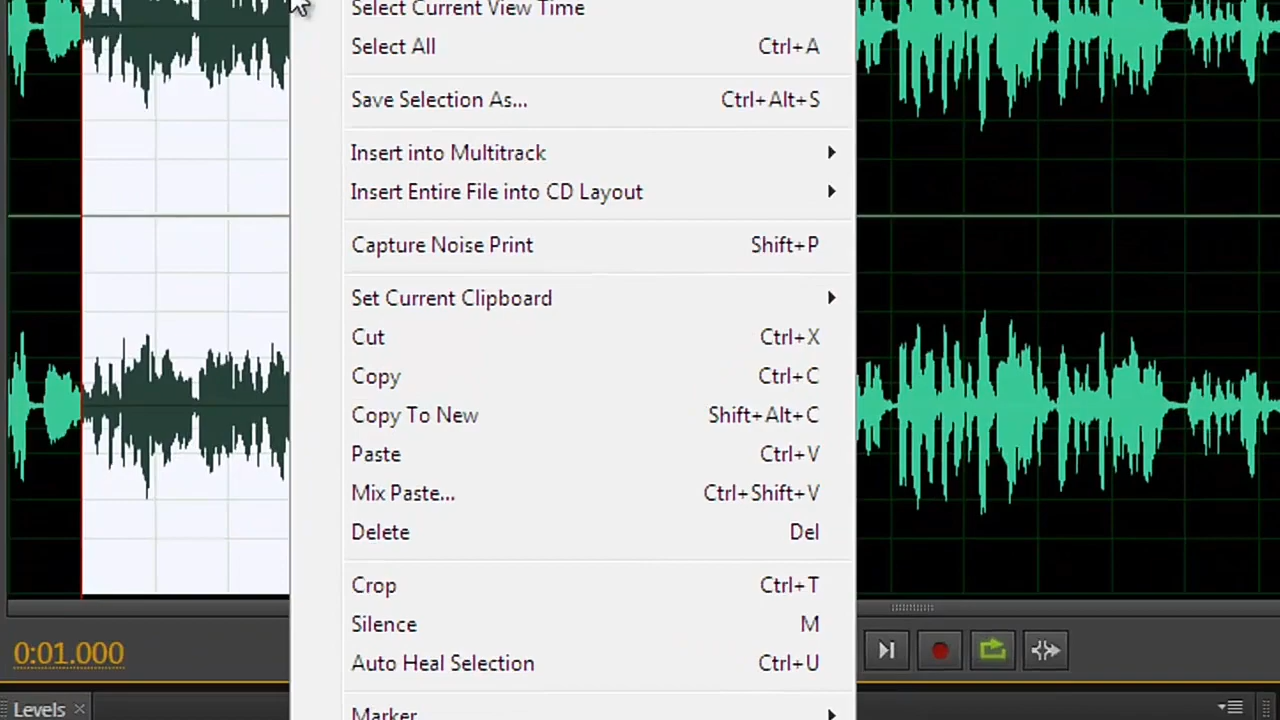 Select Current View Time
Select All Ctrl+A
Save Selection As... Ctrl+Alt+S
Insert into Multitrack
Insert Entire File into CD Layout
Capture Noise Print Shift+P
Set Current Clipboard
Cut Ctrl+X
Copy Ctrl+C
Copy To New Shift+Alt+C
Paste Ctrl+V
Mix Paste... Ctrl+Shift+V
Delete Del
Crop Ctrl+T
Silence M
Auto Heal Selection Ctrl+U
Marker
0:01.000
Levels